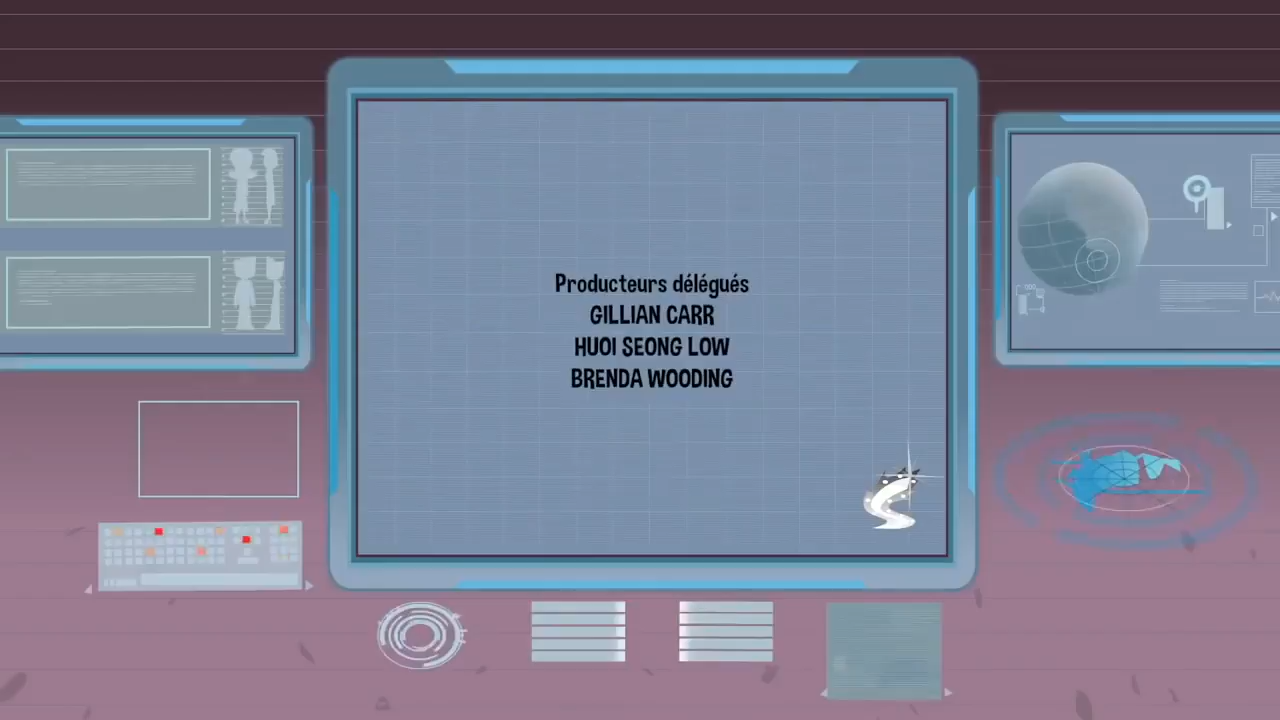 Producteurs délégués
GILLIAN CARR
HUOI SEONG LOW
BRENDA WOODING